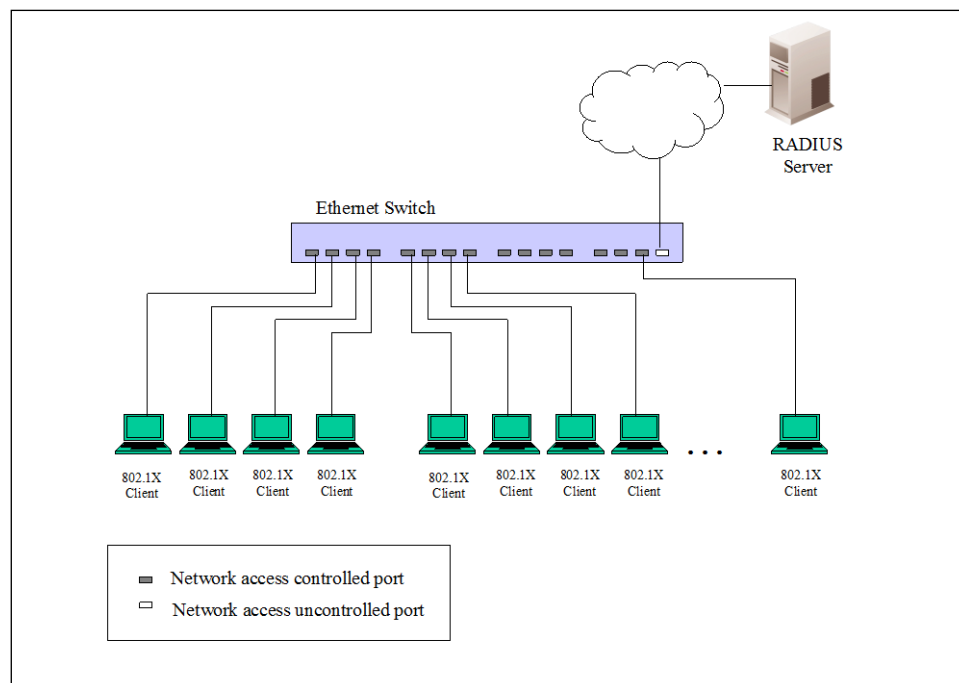 RADIUS
Server
Ethernet Switch
802.1X
Client
802.1X
Client
802.1X
Client
802.1X
Client
802.1X
Client
802.1X
Client
802.1X
Client
802.1X
Client
. . .
802.1X
Client
Network access controlled port
Network access uncontrolled port